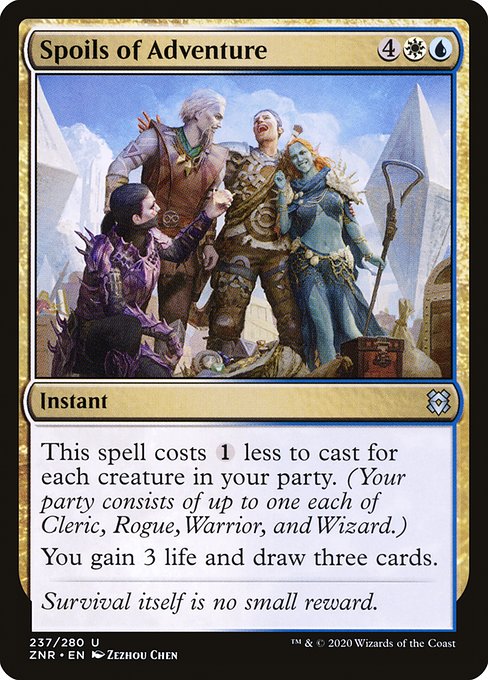 Spoils of Adventure 4
Instant
This spell costs 1 less to cast for
each creature in your party. (Your
party consists of up to one each of
Cleric, Rogue, Warrior, and Wizard.)
You gain 3 life and draw three cards.
Survival itself is no small reward.
237/280 U
ZNR • EN Zezhou Chen
™ & © 2020 Wizards of the Coast